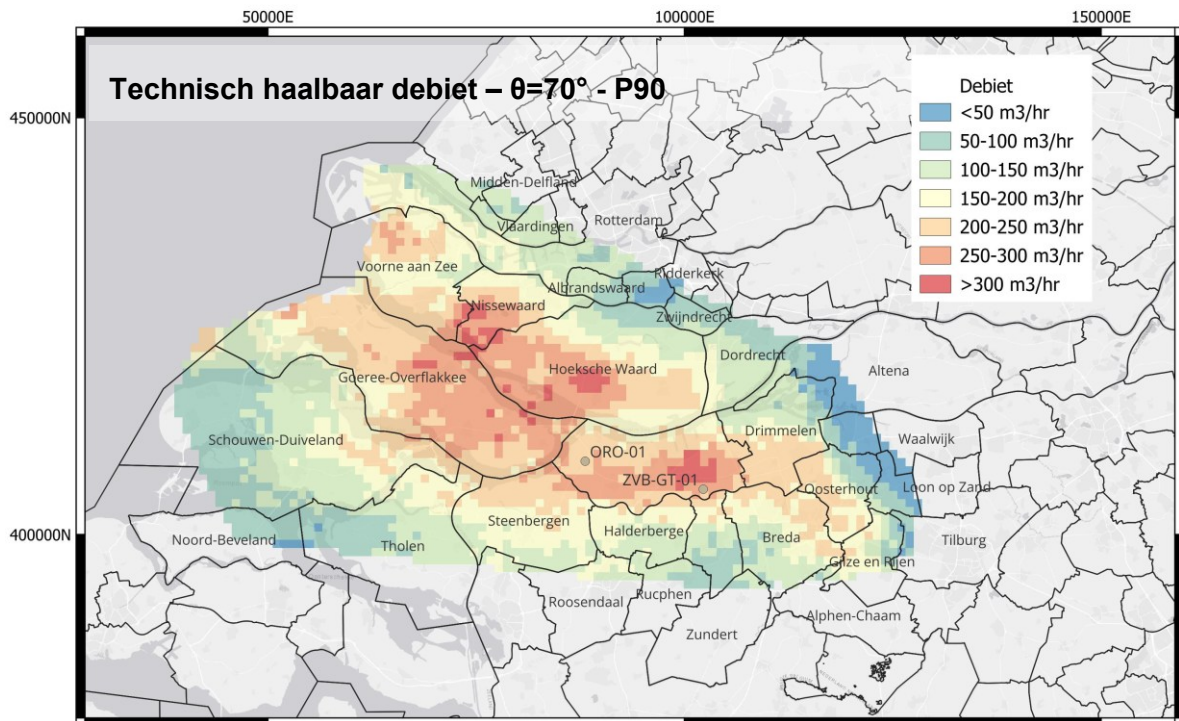 50000E
100000E
150000E
Technisch haalbaar debiet – θ=70° - P90
Debiet
<50 m3/hr
50-100 m3/hr
100-150 m3/hr
150-200 m3/hr
200-250 m3/hr
250-300 m3/hr
>300 m3/hr
450000N
Midden-Delfland
Vlaardingen
Rotterdam
Voorne aan Zee
Ridderkerk
Albrandswaard
Nissewaard
Zwijndrecht
Dordrecht
Hoeksche Waard
Altena
Goeree-Overflakkee
Drimmelen
Schouwen-Duiveland
Waalwijk
ORO-01
ZVB-GT-01
Oosterhout
Loon op Zand
400000N
Steenbergen
Halderberge
Breda
Noord-Beveland
Tholen
Tilburg
Gilze en Rijen
Roosendaal
Rucphen
Alphen-Chaam
Zundert